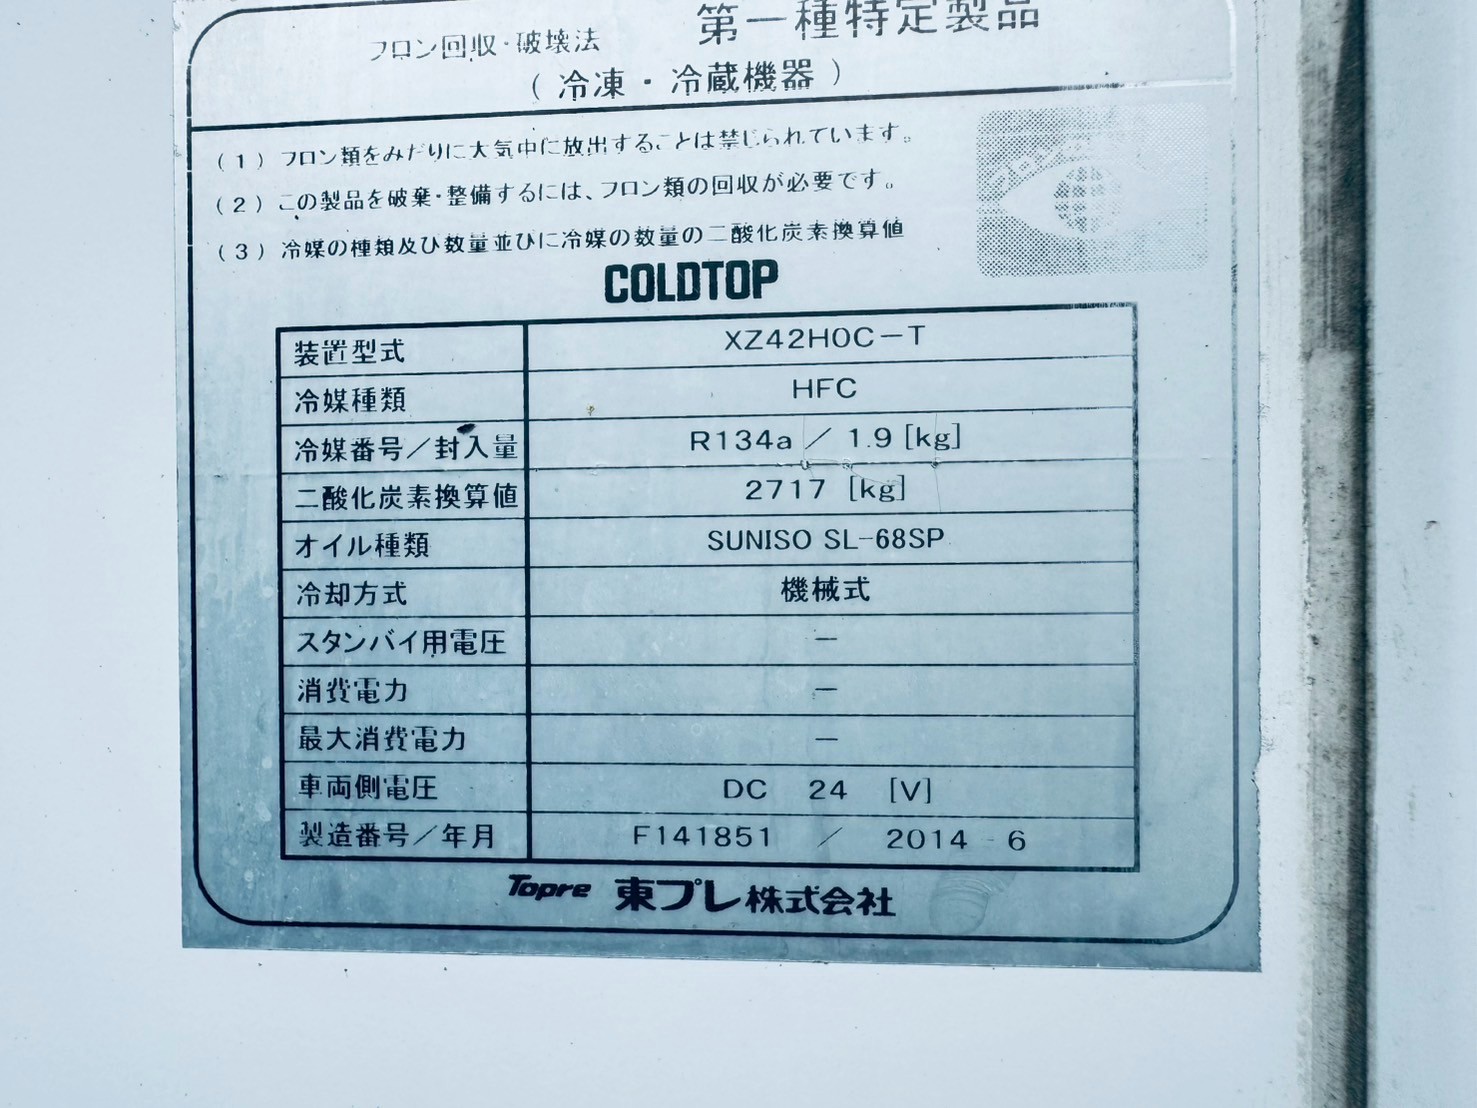 第一種特定製品
フロン回収・破壊法
(冷凍・冷蔵機器)
(1) フロン類をみだりに大気中に放出することは禁じられています。
(2) この製品を破棄・整備するには、フロン類の回収が必要です。
(3) 冷媒の種類及び数量並びに冷媒の数量の二酸化炭素換算値
COLDTOP
装置型式 XZ42H0C-T
冷媒種類 HFC
冷媒番号/封入量 R134a / 1.9 [kg]
二酸化炭素換算値 2717 [kg]
オイル種類 SUNISO SL-68SP
冷却方式 機械式
スタンバイ用電圧 —
消費電力 —
最大消費電力 —
車両側電圧 DC 24 [V]
製造番号/年月 F141851 / 2014 - 6
Topre 東プレ株式会社